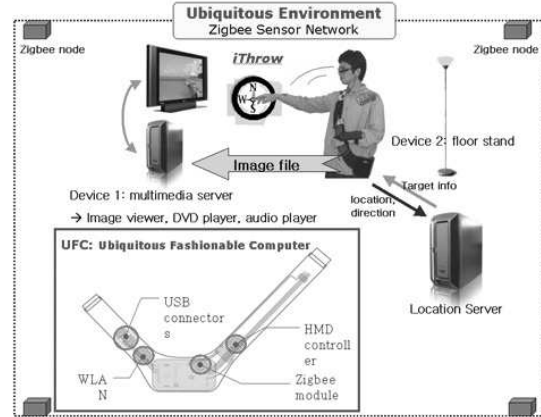 Ubiquitous Environment
Zigbee Sensor Network
Zigbee node
Zigbee node
iThrow
N
W
S
Device 2: floor stand
Image file
Target info
Device 1: multimedia server
→ Image viewer, DVD player, audio player
location,
direction
Location Server
UFC: Ubiquitous Fashionable Computer
USB
connector
s
HMD
controll
er
WLA
N
Zigbee
module